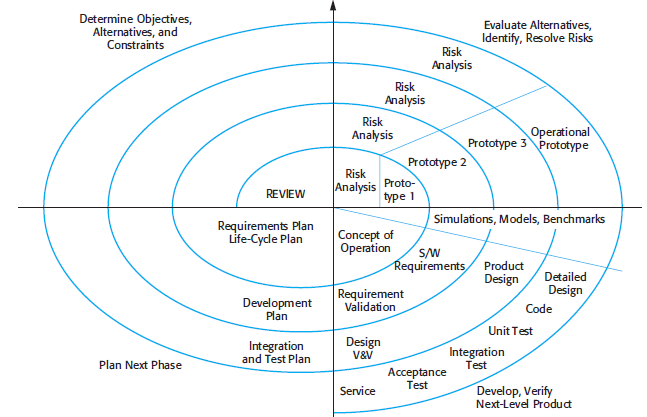 Determine Objectives,
Alternatives, and
Constraints
Evaluate Alternatives,
Identify, Resolve Risks
Risk
Analysis
Risk
Analysis
Risk
Analysis
Operational
Prototype
Prototype 3
Prototype 2
Risk
Analysis
Proto-
type 1
REVIEW
Simulations, Models, Benchmarks
Requirements Plan
Life-Cycle Plan
Concept of
Operation
S/W
Requirements
Product
Design
Detailed
Design
Development
Plan
Requirement
Validation
Code
Unit Test
Integration
and Test Plan
Design
V&V
Integration
Test
Plan Next Phase
Acceptance
Test
Service
Develop, Verify
Next-Level Product